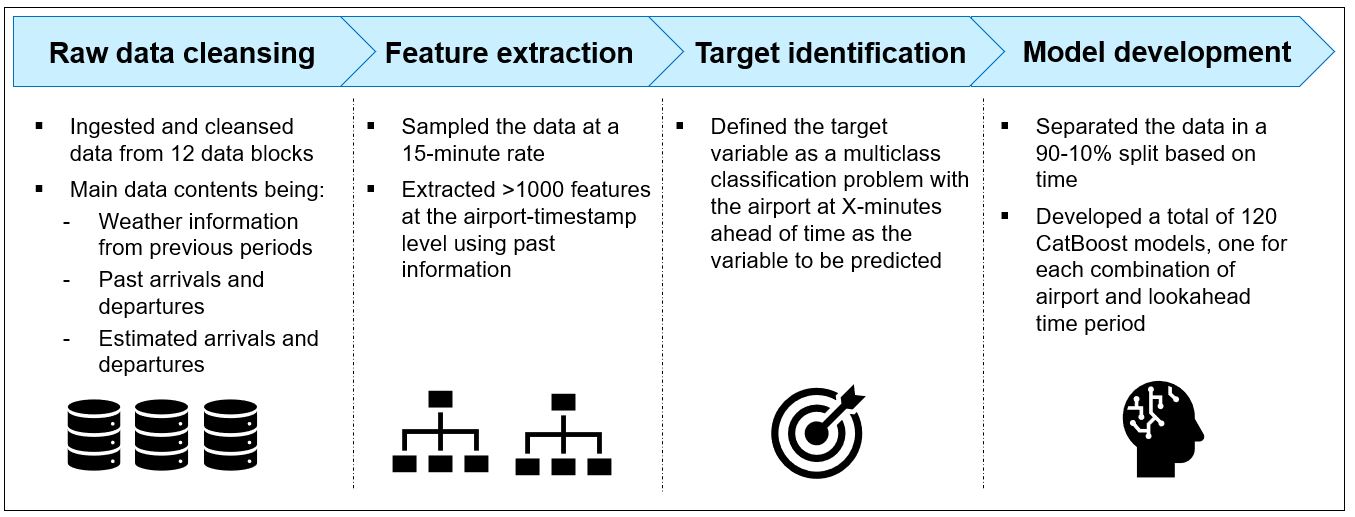 Raw data cleansing
Feature extraction
Target identification
Model development
▪ Ingested and cleansed
data from 12 data blocks
▪ Main data contents being:
- Weather information
from previous periods
- Past arrivals and
departures
- Estimated arrivals and
departures
▪ Sampled the data at a
15-minute rate
▪ Extracted >1000 features
at the airport-timestamp
level using past
information
▪ Defined the target
variable as a multiclass
classification problem with
the airport at X-minutes
ahead of time as the
variable to be predicted
▪ Separated the data in a
90-10% split based on
time
▪ Developed a total of 120
CatBoost models, one for
each combination of
airport and lookahead
time period